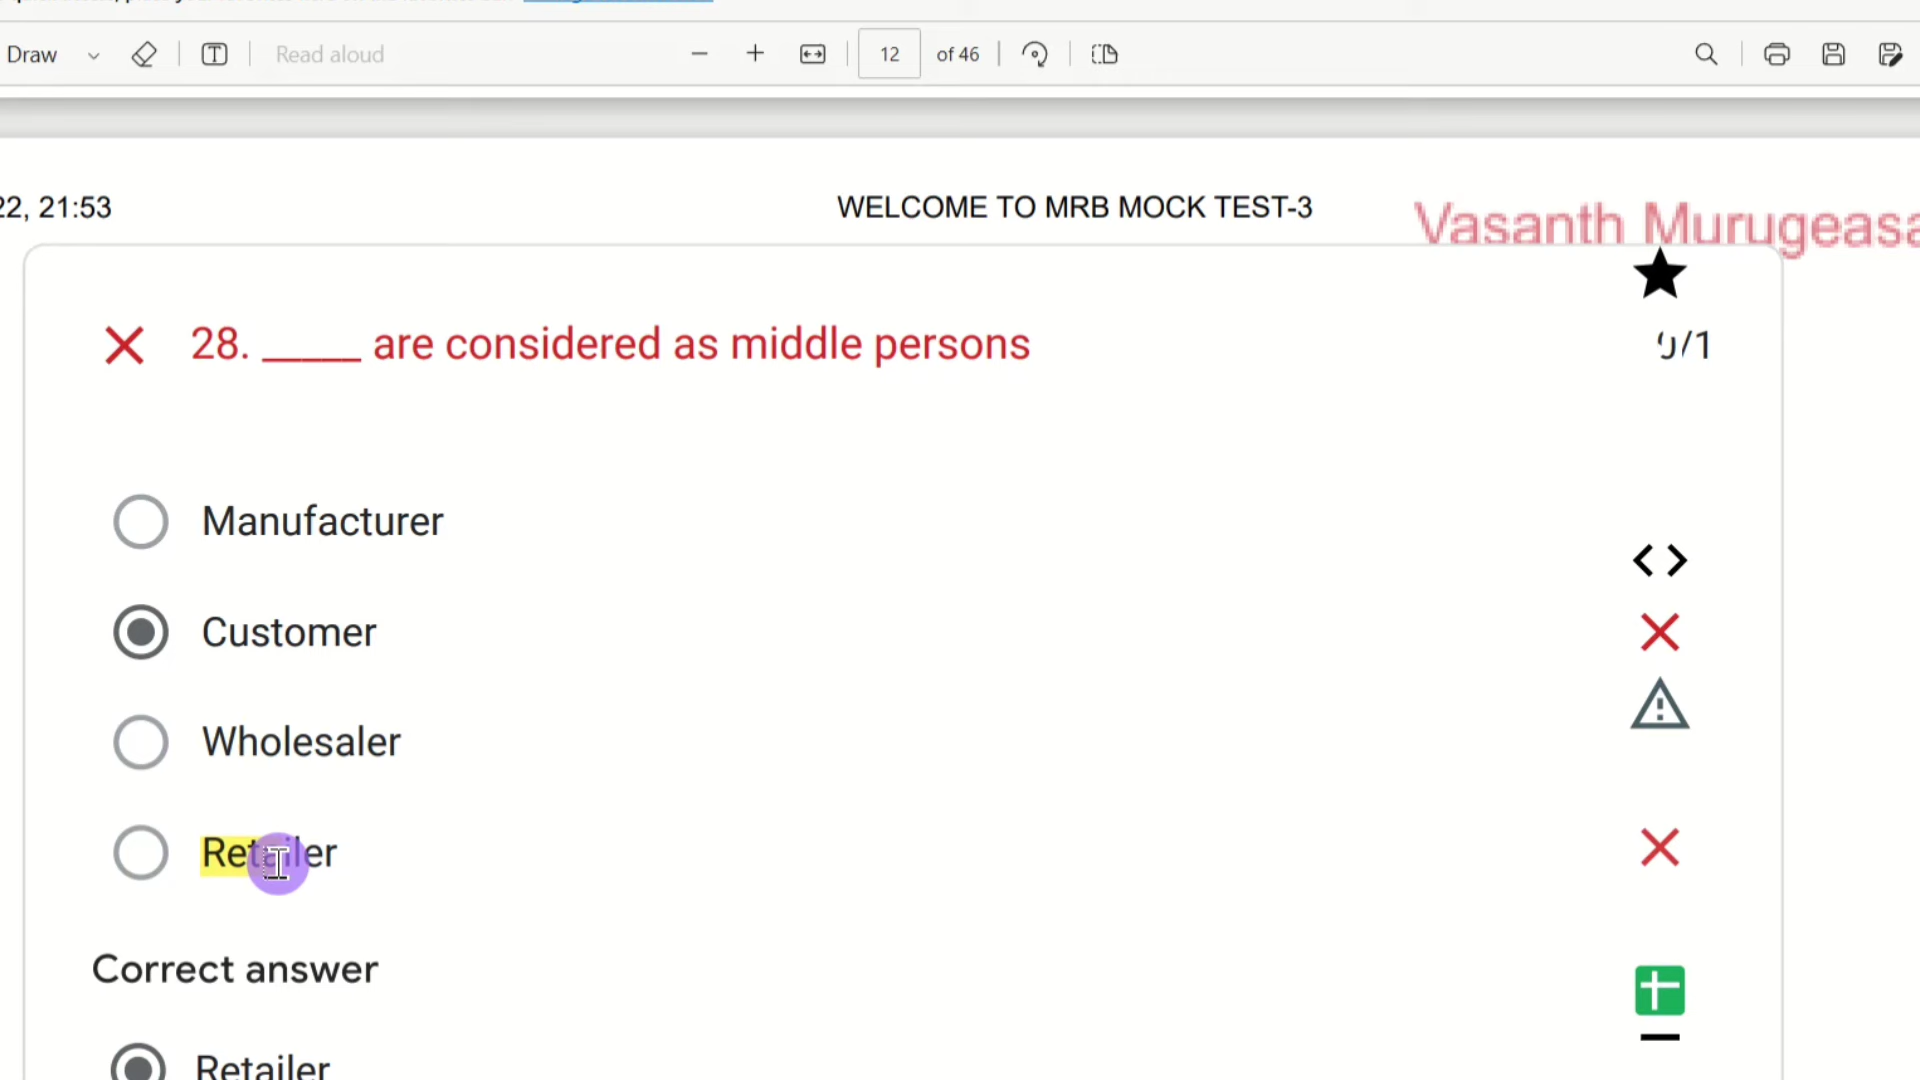 Draw
Read aloud
12 of 46
22, 21:53
WELCOME TO MRB MOCK TEST-3
Vasanth Murugeasa
28. _____ are considered as middle persons
0/1
Manufacturer
Customer
Wholesaler
Retailer
Correct answer
Retailer